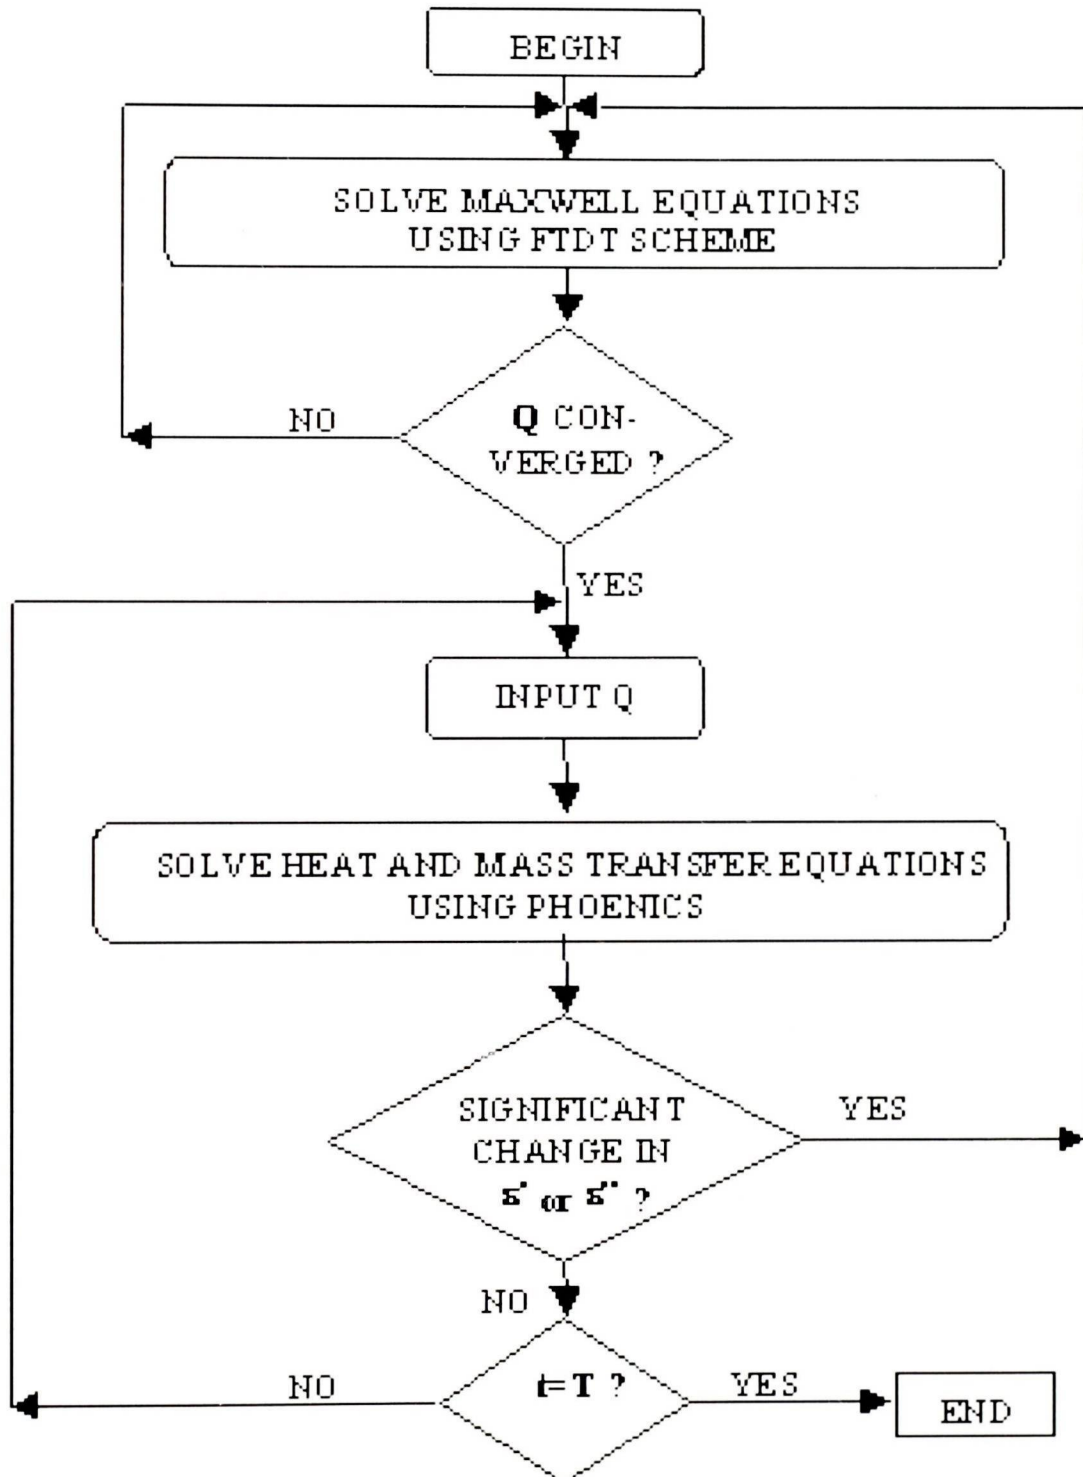 BEGIN
SOLVE MAXWELL EQUATIONS
USING FTDT SCHEME
NO
Q CON-
VERGED ?
YES
INPUT Q
SOLVE HEAT AND MASS TRANSFER EQUATIONS
USING PHOENICS
SIGNIFICANT
CHANGE IN
ε' or ε'' ?
YES
NO
NO
t=T ?
YES
END